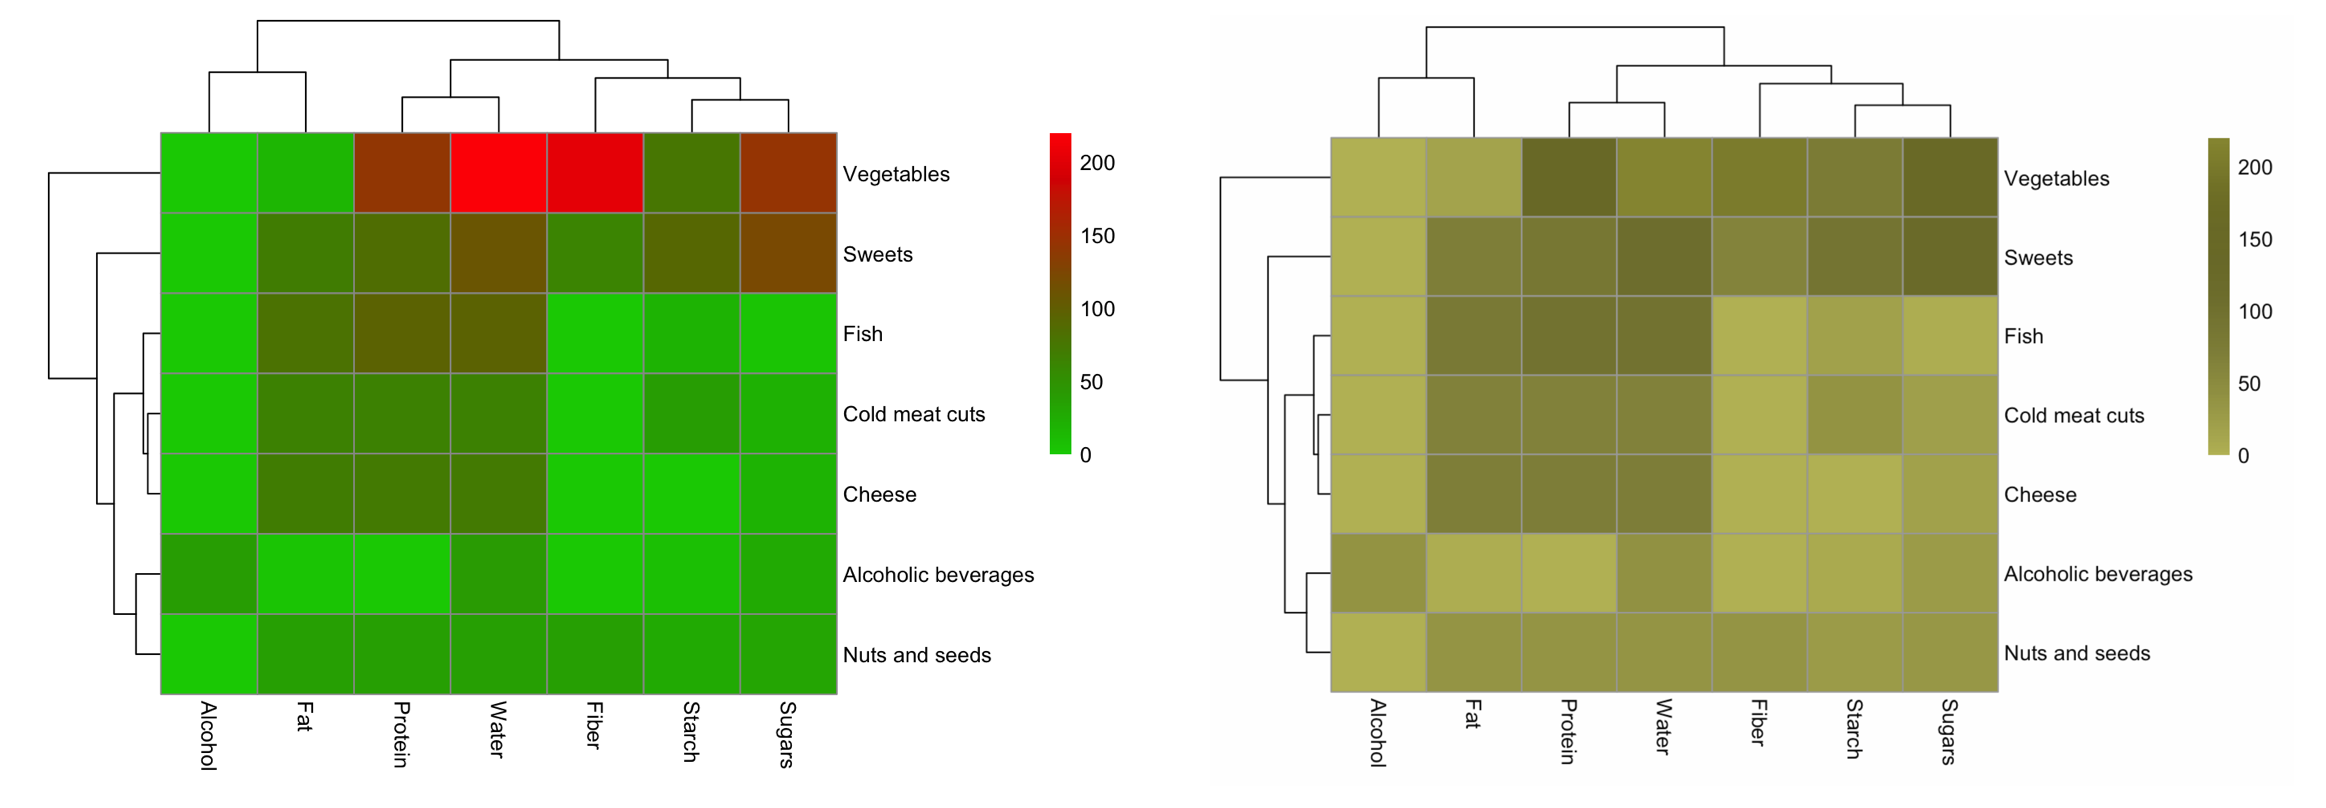 Vegetables
Sweets
Fish
Cold meat cuts
Cheese
Alcoholic beverages
Nuts and seeds
200
150
100
50
0
Alcohol
Fat
Protein
Water
Fiber
Starch
Sugars
Vegetables
Sweets
Fish
Cold meat cuts
Cheese
Alcoholic beverages
Nuts and seeds
200
150
100
50
0
Alcohol
Fat
Protein
Water
Fiber
Starch
Sugars